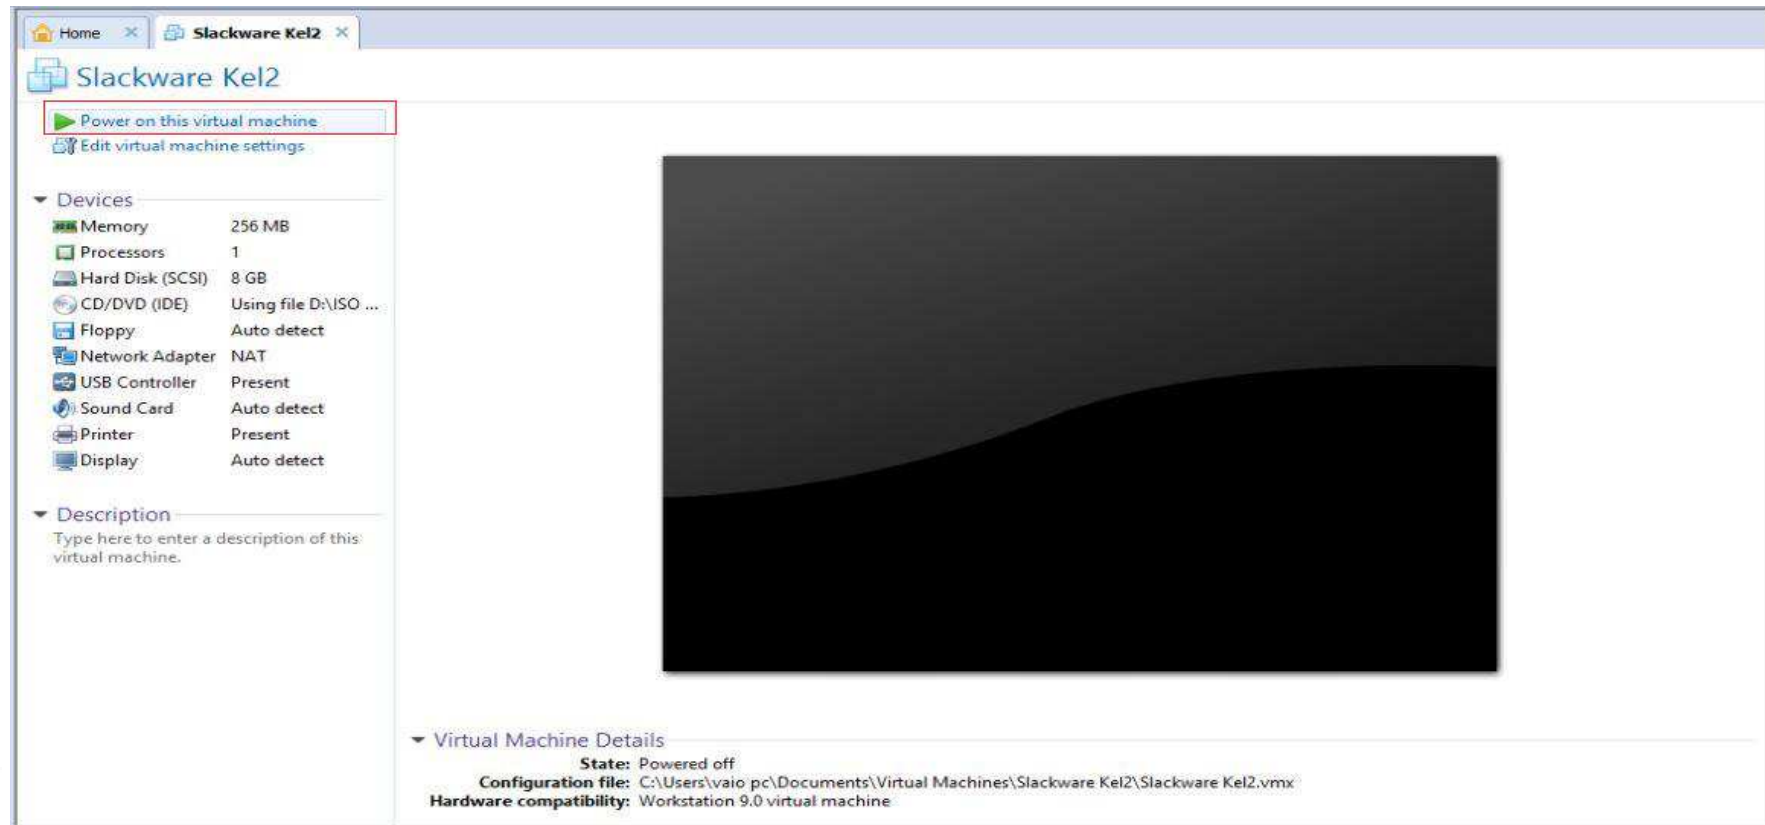 Home
Slackware Kel2
Slackware Kel2
Power on this virtual machine
Edit virtual machine settings
Devices
Memory 256 MB
Processors 1
Hard Disk (SCSI) 8 GB
CD/DVD (IDE) Using file D:\ISO ...
Floppy Auto detect
Network Adapter NAT
USB Controller Present
Sound Card Auto detect
Printer Present
Display Auto detect
Description
Type here to enter a description of this
virtual machine.
Virtual Machine Details
State: Powered off
Configuration file: C:\Users\vaio pc\Documents\Virtual Machines\Slackware Kel2\Slackware Kel2.vmx
Hardware compatibility: Workstation 9.0 virtual machine